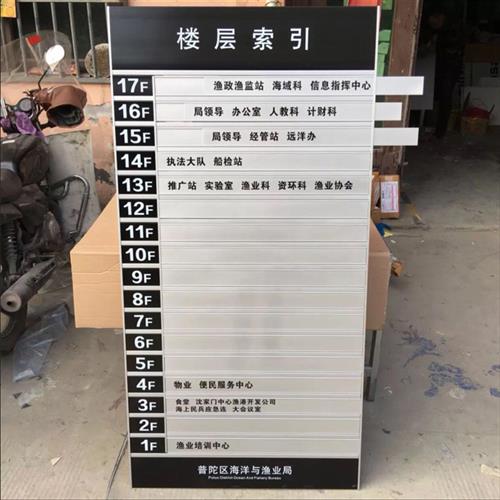 楼层索引
17F 渔政渔监站 海域科 信息指挥中心
16F 局领导 办公室 人教科 计财科
15F 局领导 经管站 远洋办
14F 执法大队 船检站
13F 推广站 实验室 渔业科 资环科 渔业协会
12F
11F
10F
9F
8F
7F
6F
5F
4F 物业 便民服务中心
3F 食堂 沈家门中心渔港开发公司
海上民兵应急连 大会议室
2F
1F 渔业培训中心
普陀区海洋与渔业局
Putuo District Ocean And Fishery Bureau